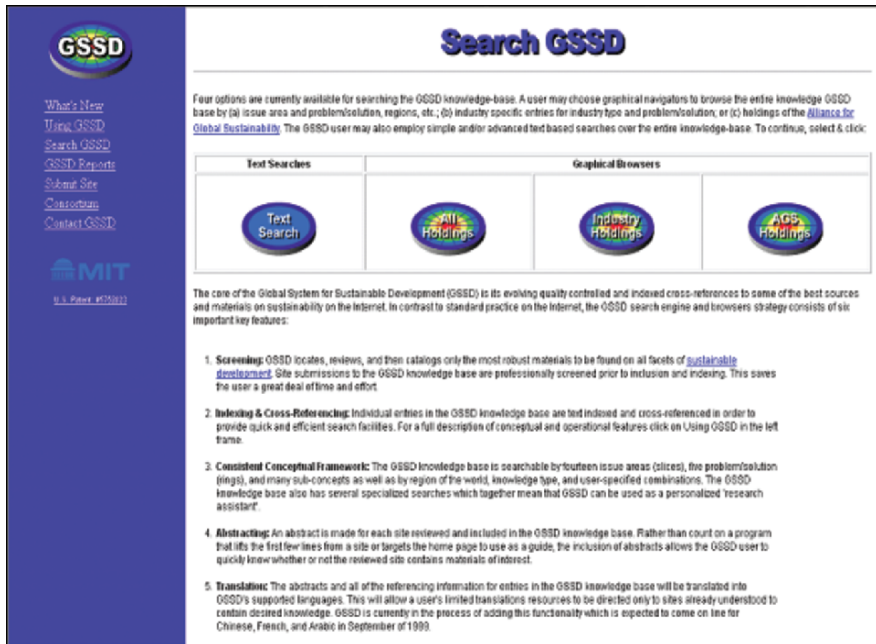 GSSD
Search GSSD
What's New
Using GSSD
Search GSSD
GSSD Reports
Submit Site
Consortium
Contact GSSD
MIT
U.S. Patent
Four options are currently available for searching the GSSD knowledge-base. A user may choose graphical navigators to browse the entire knowledge GSSD
base by (a) issue area and problem/solution, regions, etc.; (b) industry specific entries for industry type and problem/solution; or (c) holdings of the Alliance for
Global Sustainability. The GSSD user may also employ simple and/or advanced text based searches over the entire knowledge-base. To continue, select & click:
Text Searches Graphical Browsers
Text
Search
All
Holdings
Industry
Holdings
AGS
Holdings
The core of the Global System for Sustainable Development (GSSD) is its evolving quality controlled and indexed cross-references to some of the best sources
and materials on sustainability on the Internet. In contrast to standard practice on the Internet, the GSSD search engine and browsers strategy consists of six
important key features:
1. Screening: GSSD locates, reviews, and then catalogs only the most robust materials to be found on all facets of sustainable
development. Site submissions to the GSSD knowledge base are professionally screened prior to inclusion and indexing. This saves
the user a great deal of time and effort.
2. Indexing & Cross-Referencing: Individual entries in the GSSD knowledge base are text indexed and cross-referenced in order to
provide quick and efficient search facilities. For a full description of conceptual and operational features click on Using GSSD in the left
frame.
3. Consistent Conceptual Framework: The GSSD knowledge base is searchable by fourteen issue areas (slices), five problem/solution
(rings), and many sub-concepts as well as by region of the world, knowledge type, and user-specified combinations. The GSSD
knowledge base also has several specialized searches which together mean that GSSD can be used as a personalized 'research
assistant'.
4. Abstracting: An abstract is made for each site reviewed and included in the GSSD knowledge base. Rather than count on a program
that lifts the first few lines from a site or targets the home page to use as a guide, the inclusion of abstracts allows the GSSD user to
quickly know whether or not the reviewed site contains materials of interest.
5. Translation: The abstracts and all of the referencing information for entries in the GSSD knowledge base will be translated into
GSSD's supported languages. This will allow a user's limited translations resources to be directed only to sites already understood to
contain desired knowledge. GSSD is currently in the process of adding this functionality which is expected to come on line for
Chinese, French, and Arabic in September of 1999.